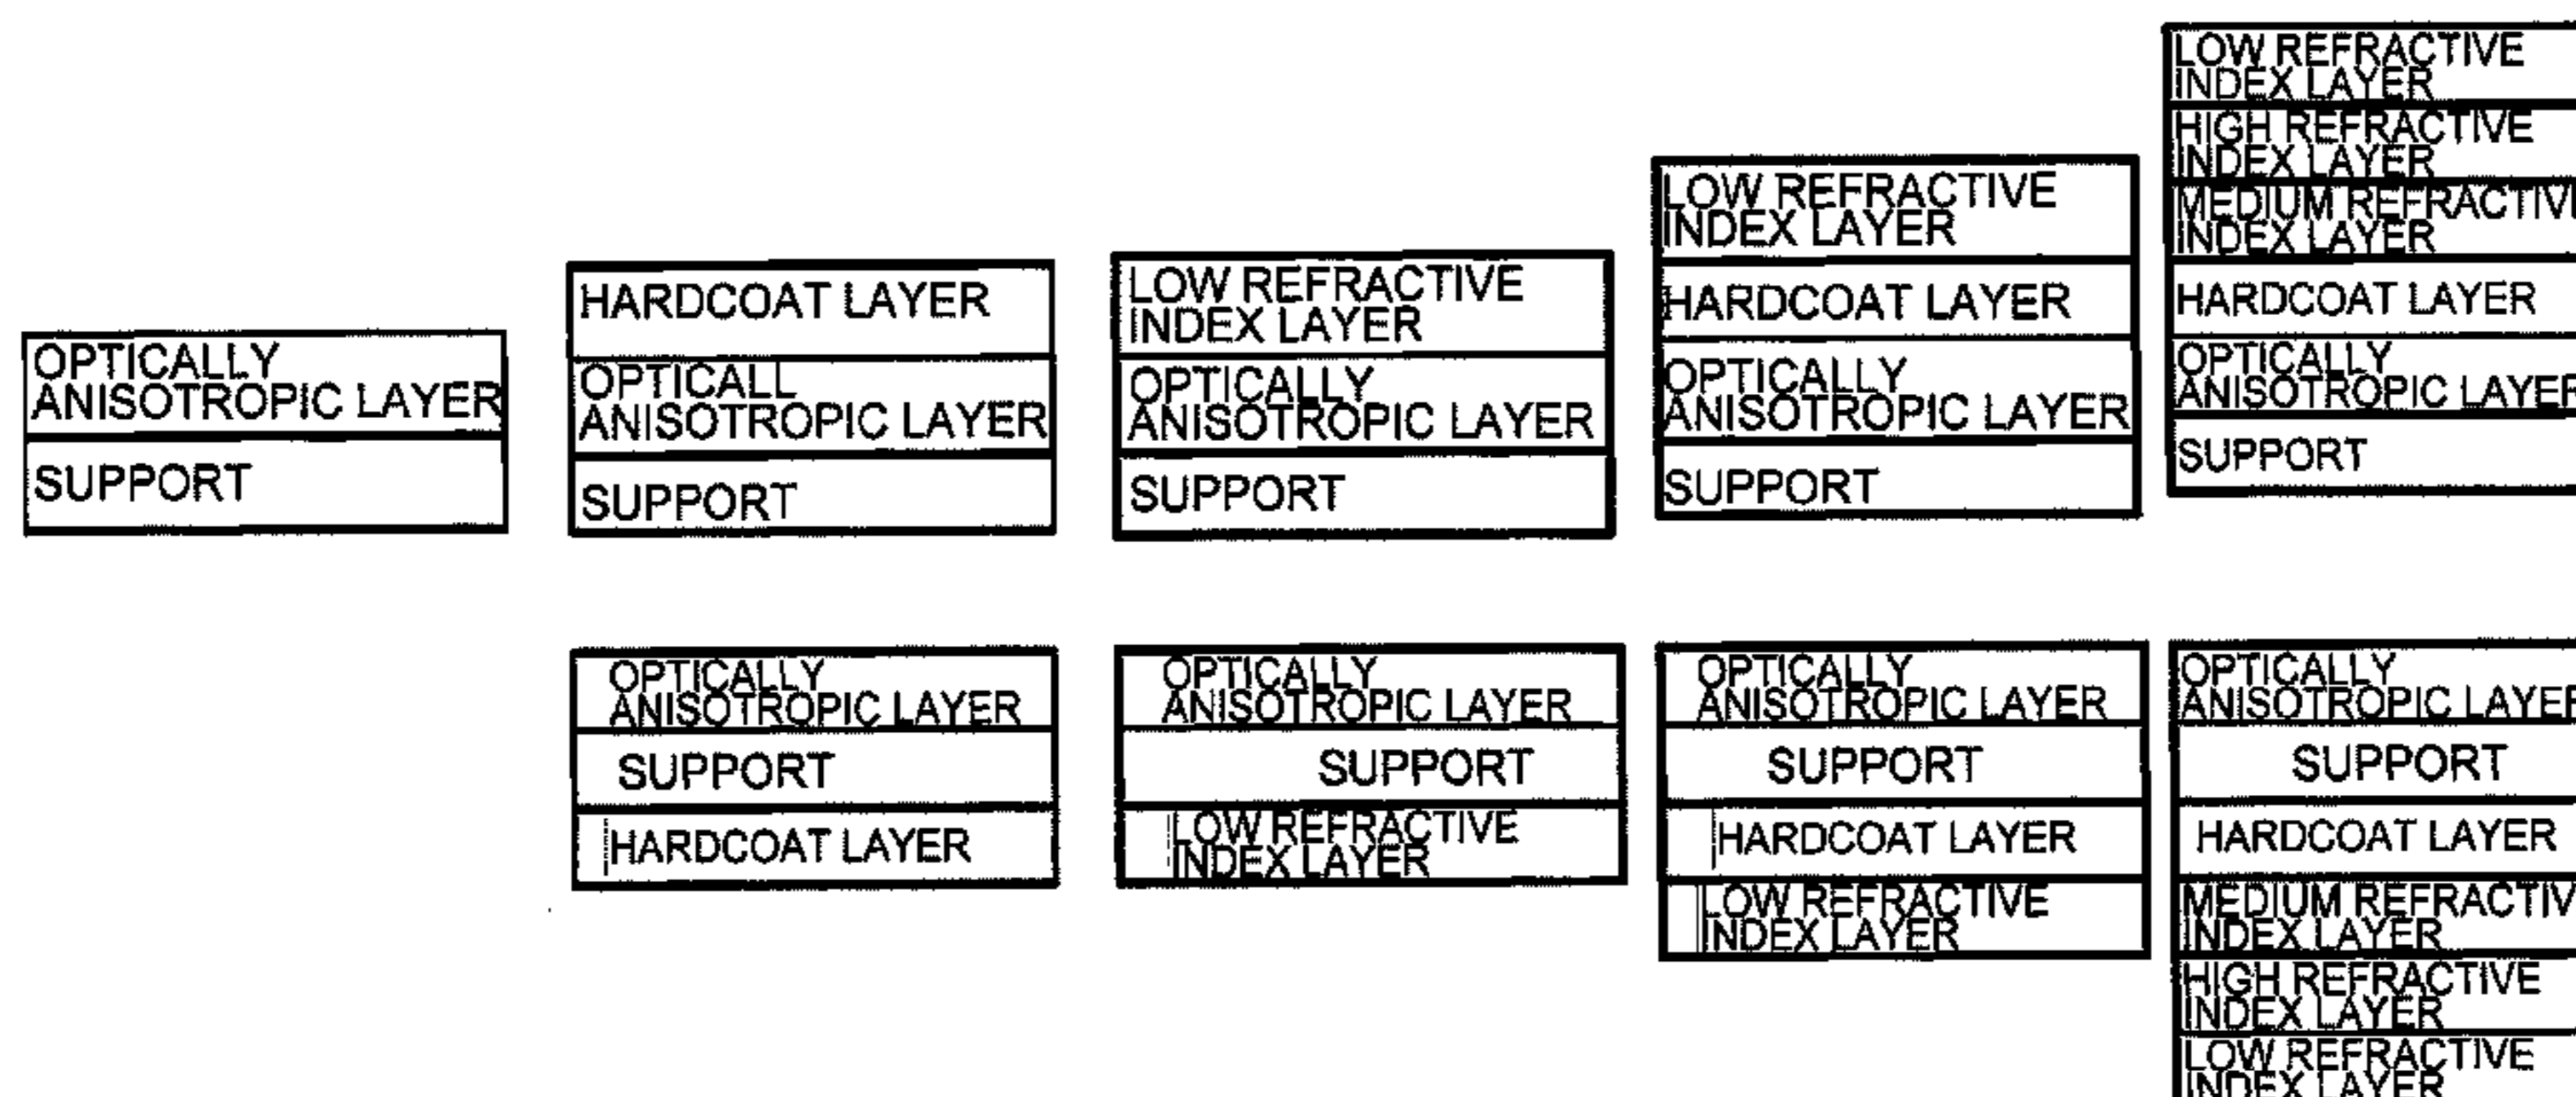 OPTICALLY
ANISOTROPIC LAYER
SUPPORT
HARDCOAT LAYER
OPTICALL
ANISOTROPIC LAYER
SUPPORT
LOW REFRACTIVE
INDEX LAYER
OPTICALLY
ANISOTROPIC LAYER
SUPPORT
LOW REFRACTIVE
INDEX LAYER
HARDCOAT LAYER
OPTICALLY
ANISOTROPIC LAYER
SUPPORT
LOW REFRACTIVE
INDEX LAYER
HIGH REFRACTIVE
INDEX LAYER
MEDIUM REFRACTIVE
INDEX LAYER
HARDCOAT LAYER
OPTICALLY
ANISOTROPIC LAYER
SUPPORT
OPTICALLY
ANISOTROPIC LAYER
SUPPORT
HARDCOAT LAYER
OPTICALLY
ANISOTROPIC LAYER
SUPPORT
LOW REFRACTIVE
INDEX LAYER
OPTICALLY
ANISOTROPIC LAYER
SUPPORT
HARDCOAT LAYER
LOW REFRACTIVE
INDEX LAYER
OPTICALLY
ANISOTROPIC LAYER
SUPPORT
HARDCOAT LAYER
MEDIUM REFRACTIV
INDEX LAYER
HIGH REFRACTIVE
INDEX LAYER
LOW REFRACTIVE
INDEX LAYER